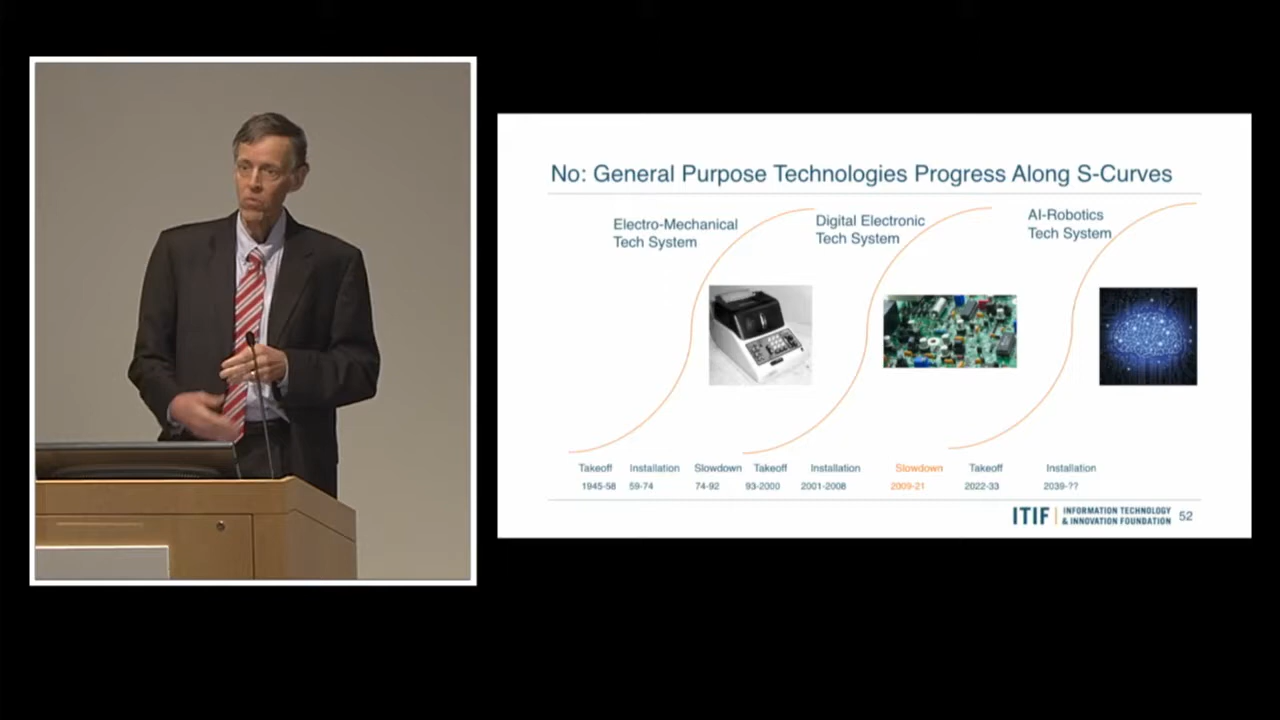 No: General Purpose Technologies Progress Along S-Curves
Electro-Mechanical
Tech System
Digital Electronic
Tech System
AI-Robotics
Tech System
Takeoff Installation Slowdown Takeoff Installation Slowdown Takeoff Installation
1945-58 59-74 74-92 93-2000 2001-2008 2009-21 2022-33 2039-??
ITIF INFORMATION TECHNOLOGY
& INNOVATION FOUNDATION 52